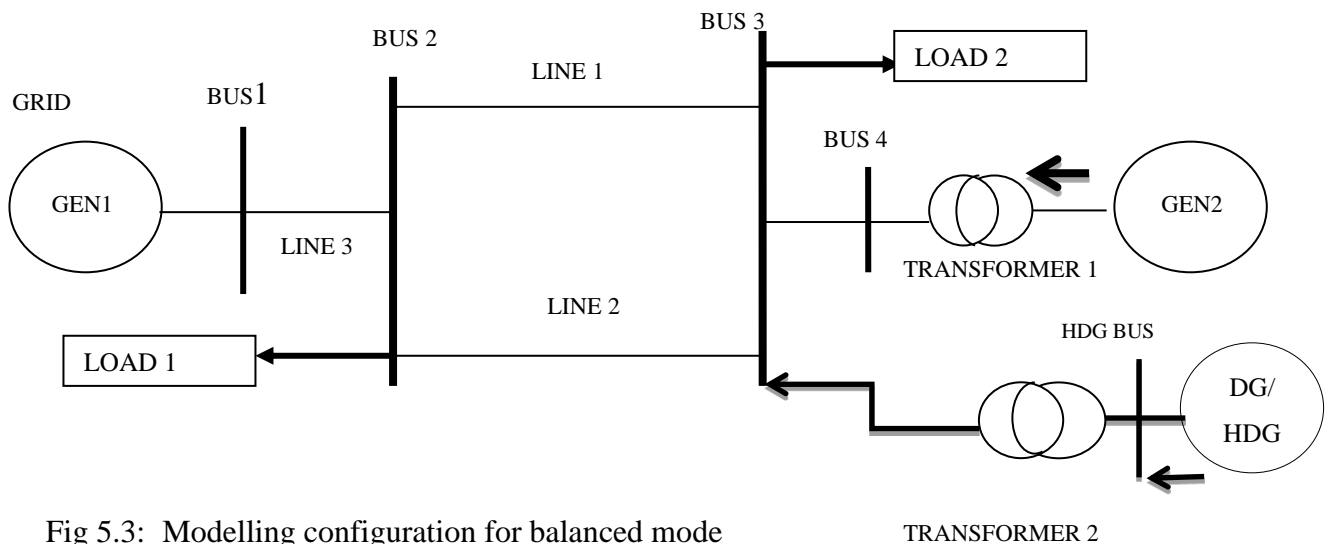 BUS 3
BUS 2
LOAD 2
LINE 1
GRID
BUS1
BUS 4
GEN1
GEN2
LINE 3
TRANSFORMER 1
LINE 2
HDG BUS
LOAD 1
DG/
HDG
Fig 5.3: Modelling configuration for balanced mode
TRANSFORMER 2